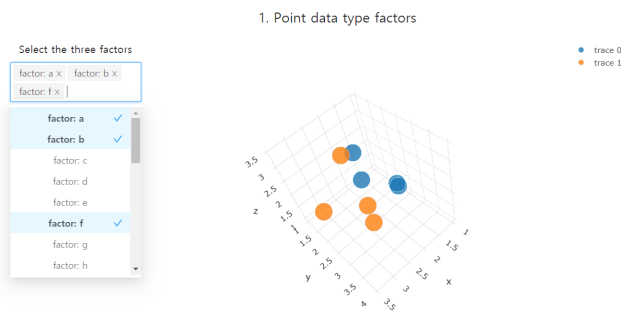 1. Point data type factors
Select the three factors
factor: a x factor: b x
factor: f x
factor: a
factor: b
factor: c
factor: d
factor: e
factor: f
factor: g
factor: h
trace 0
trace 1
3.5
3
2.5
2
1.5
1
z
1.5
2
2.5
3
3.5
4
y
1
1.5
2
2.5
3
3.5
x